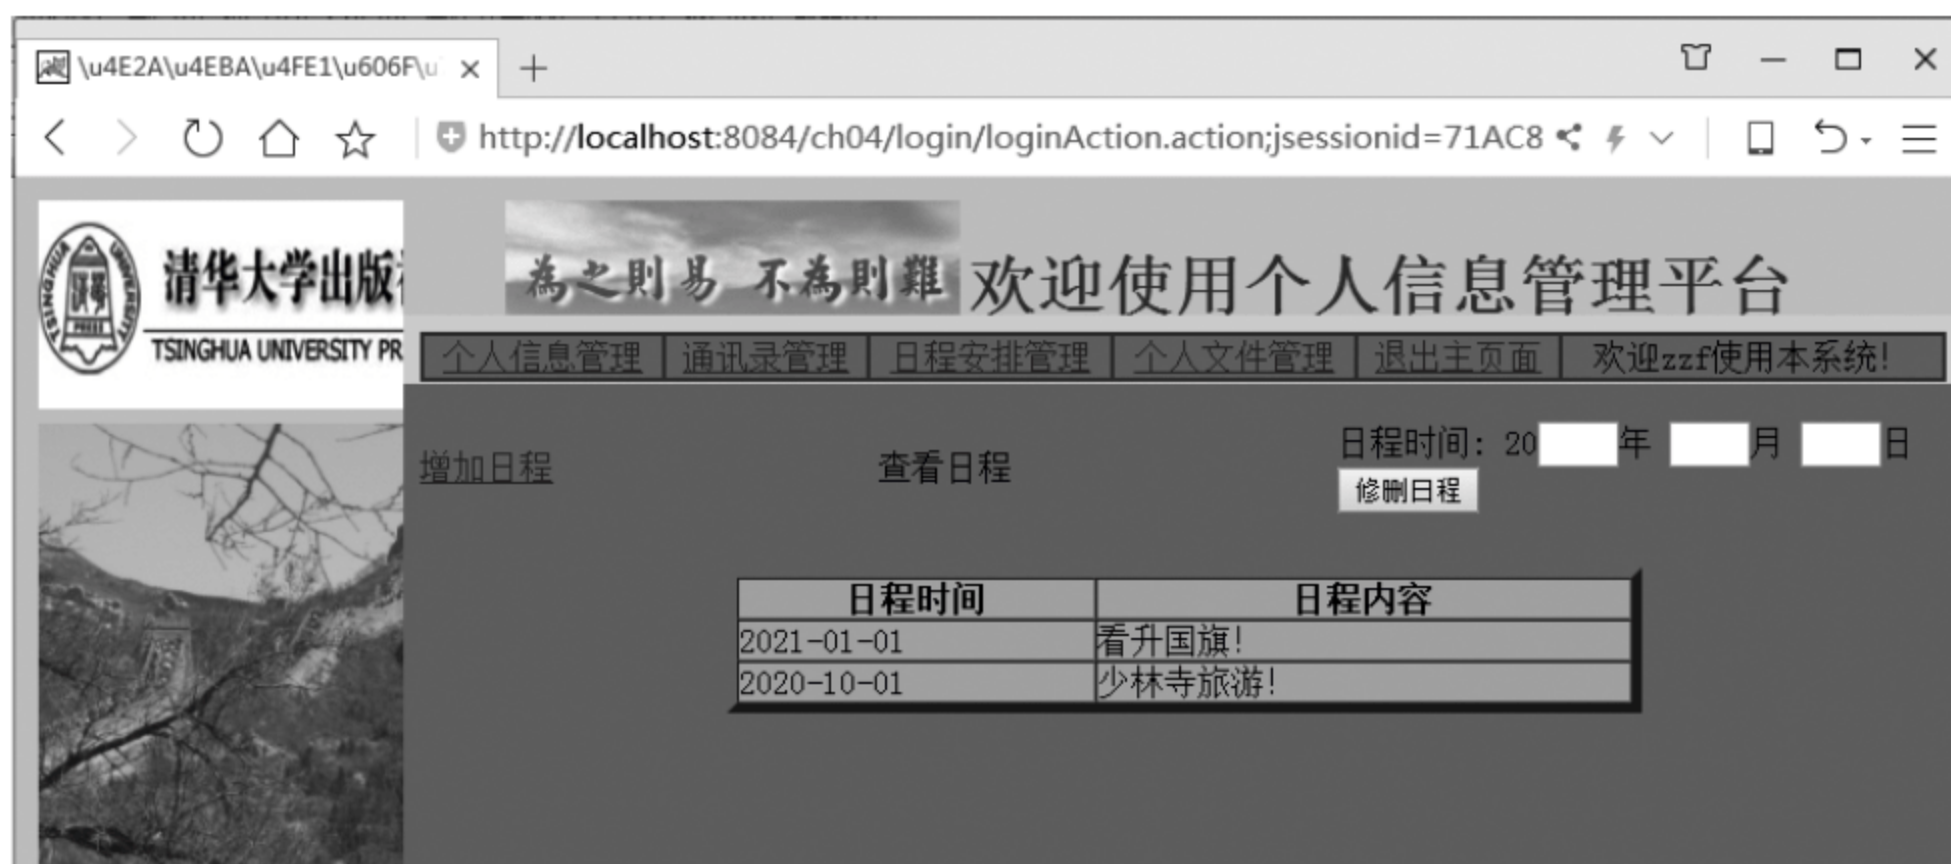 \u4E2A\u4EBA\u4FE1\u606F\u
http://localhost:8084/ch04/login/loginAction.action;jsessionid=71AC8
清华大学出版
TSINGHUA UNIVERSITY PR
為之則易 不為則難
欢迎使用个人信息管理平台
个人信息管理 通讯录管理 日程安排管理 个人文件管理 退出主页面 欢迎zzf使用本系统!
增加日程 查看日程 日程时间: 20 年 月 日
修删日程
日程时间 日程内容
2021-01-01 看升国旗!
2020-10-01 少林寺旅游!